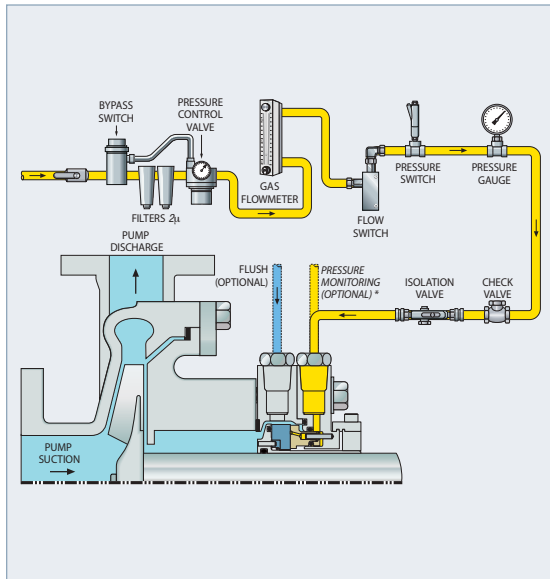 BYPASS
SWITCH
PRESSURE
CONTROL
VALVE
FILTERS 2µ
GAS
FLOWMETER
FLOW
SWITCH
PRESSURE
SWITCH
PRESSURE
GAUGE
PUMP
DISCHARGE
FLUSH
(OPTIONAL)
PRESSURE
MONITORING
(OPTIONAL) *
ISOLATION
VALVE
CHECK
VALVE
PUMP
SUCTION